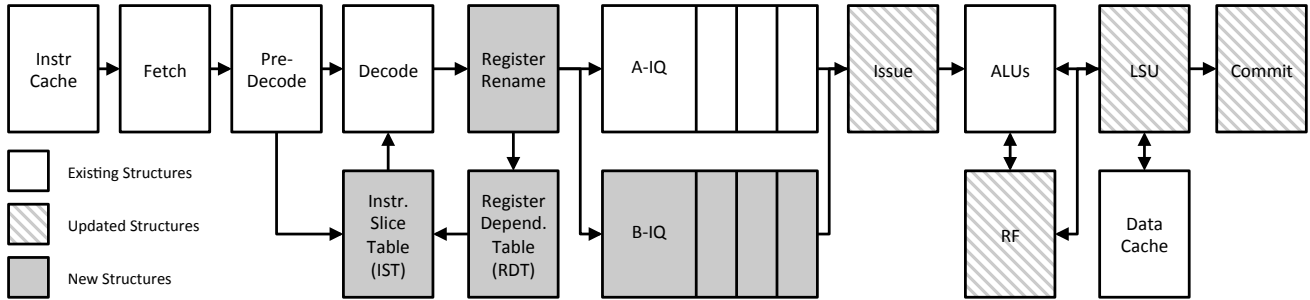 Instr
Cache
Fetch
Pre-
Decode
Decode
Register
Rename
A-IQ
Issue
ALUs
LSU
Commit
Existing Structures
Updated Structures
New Structures
Instr.
Slice
Table
(IST)
Register
Depend.
Table
(RDT)
B-IQ
RF
Data
Cache